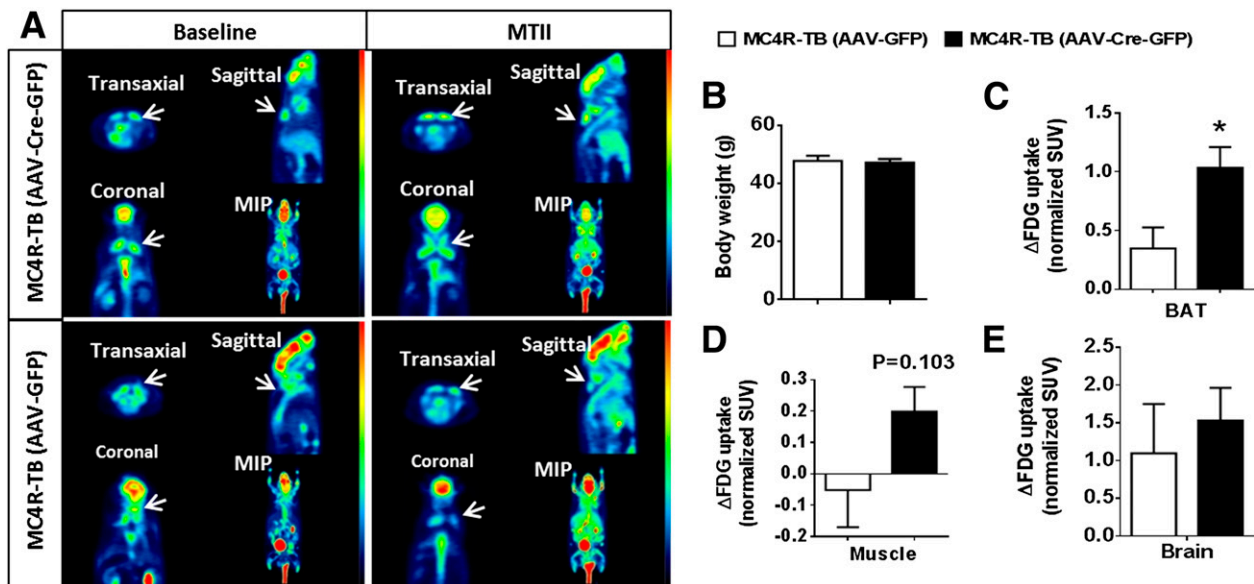 A
Baseline
MTII
MC4R-TB (AAV-Cre-GFP)
Transaxial
Sagittal
Coronal
MIP
Transaxial
Sagittal
Coronal
MIP
MC4R-TB (AAV-GFP)
Transaxial
Sagittal
Coronal
MIP
Transaxial
Sagittal
Coronal
MIP
MC4R-TB (AAV-GFP) MC4R-TB (AAV-Cre-GFP)
B
Body weight (g)
80
60
40
20
0
C
ΔFDG uptake
(normalized SUV)
1.5
1.0
0.5
0.0
*
BAT
D
P=0.103
ΔFDG uptake
(normalized SUV)
0.3
0.2
0.1
0.0
-0.1
-0.2
Muscle
E
ΔFDG uptake
(normalized SUV)
2.5
2.0
1.5
1.0
0.5
0.0
Brain